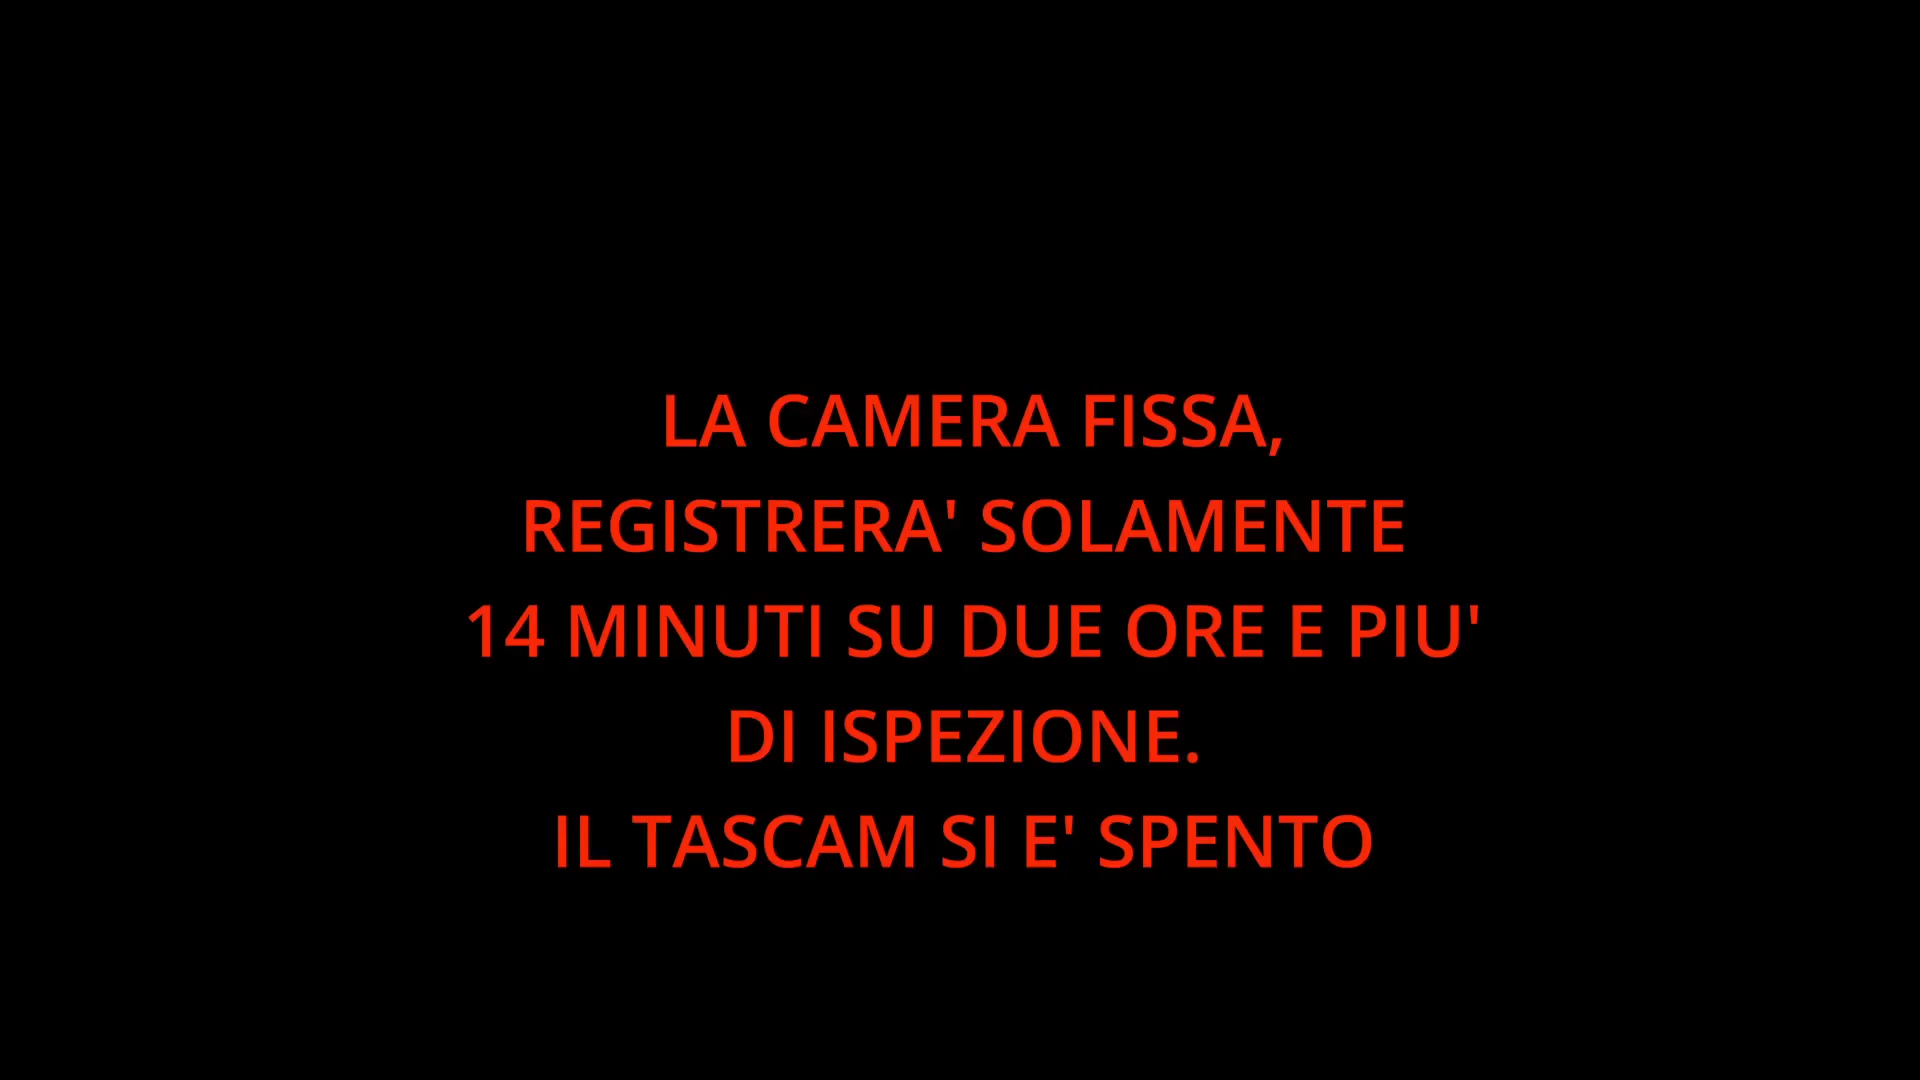 LA CAMERA FISSA,
REGISTRERA' SOLAMENTE
14 MINUTI SU DUE ORE E PIU'
DI ISPEZIONE.
IL TASCAM SI E' SPENTO